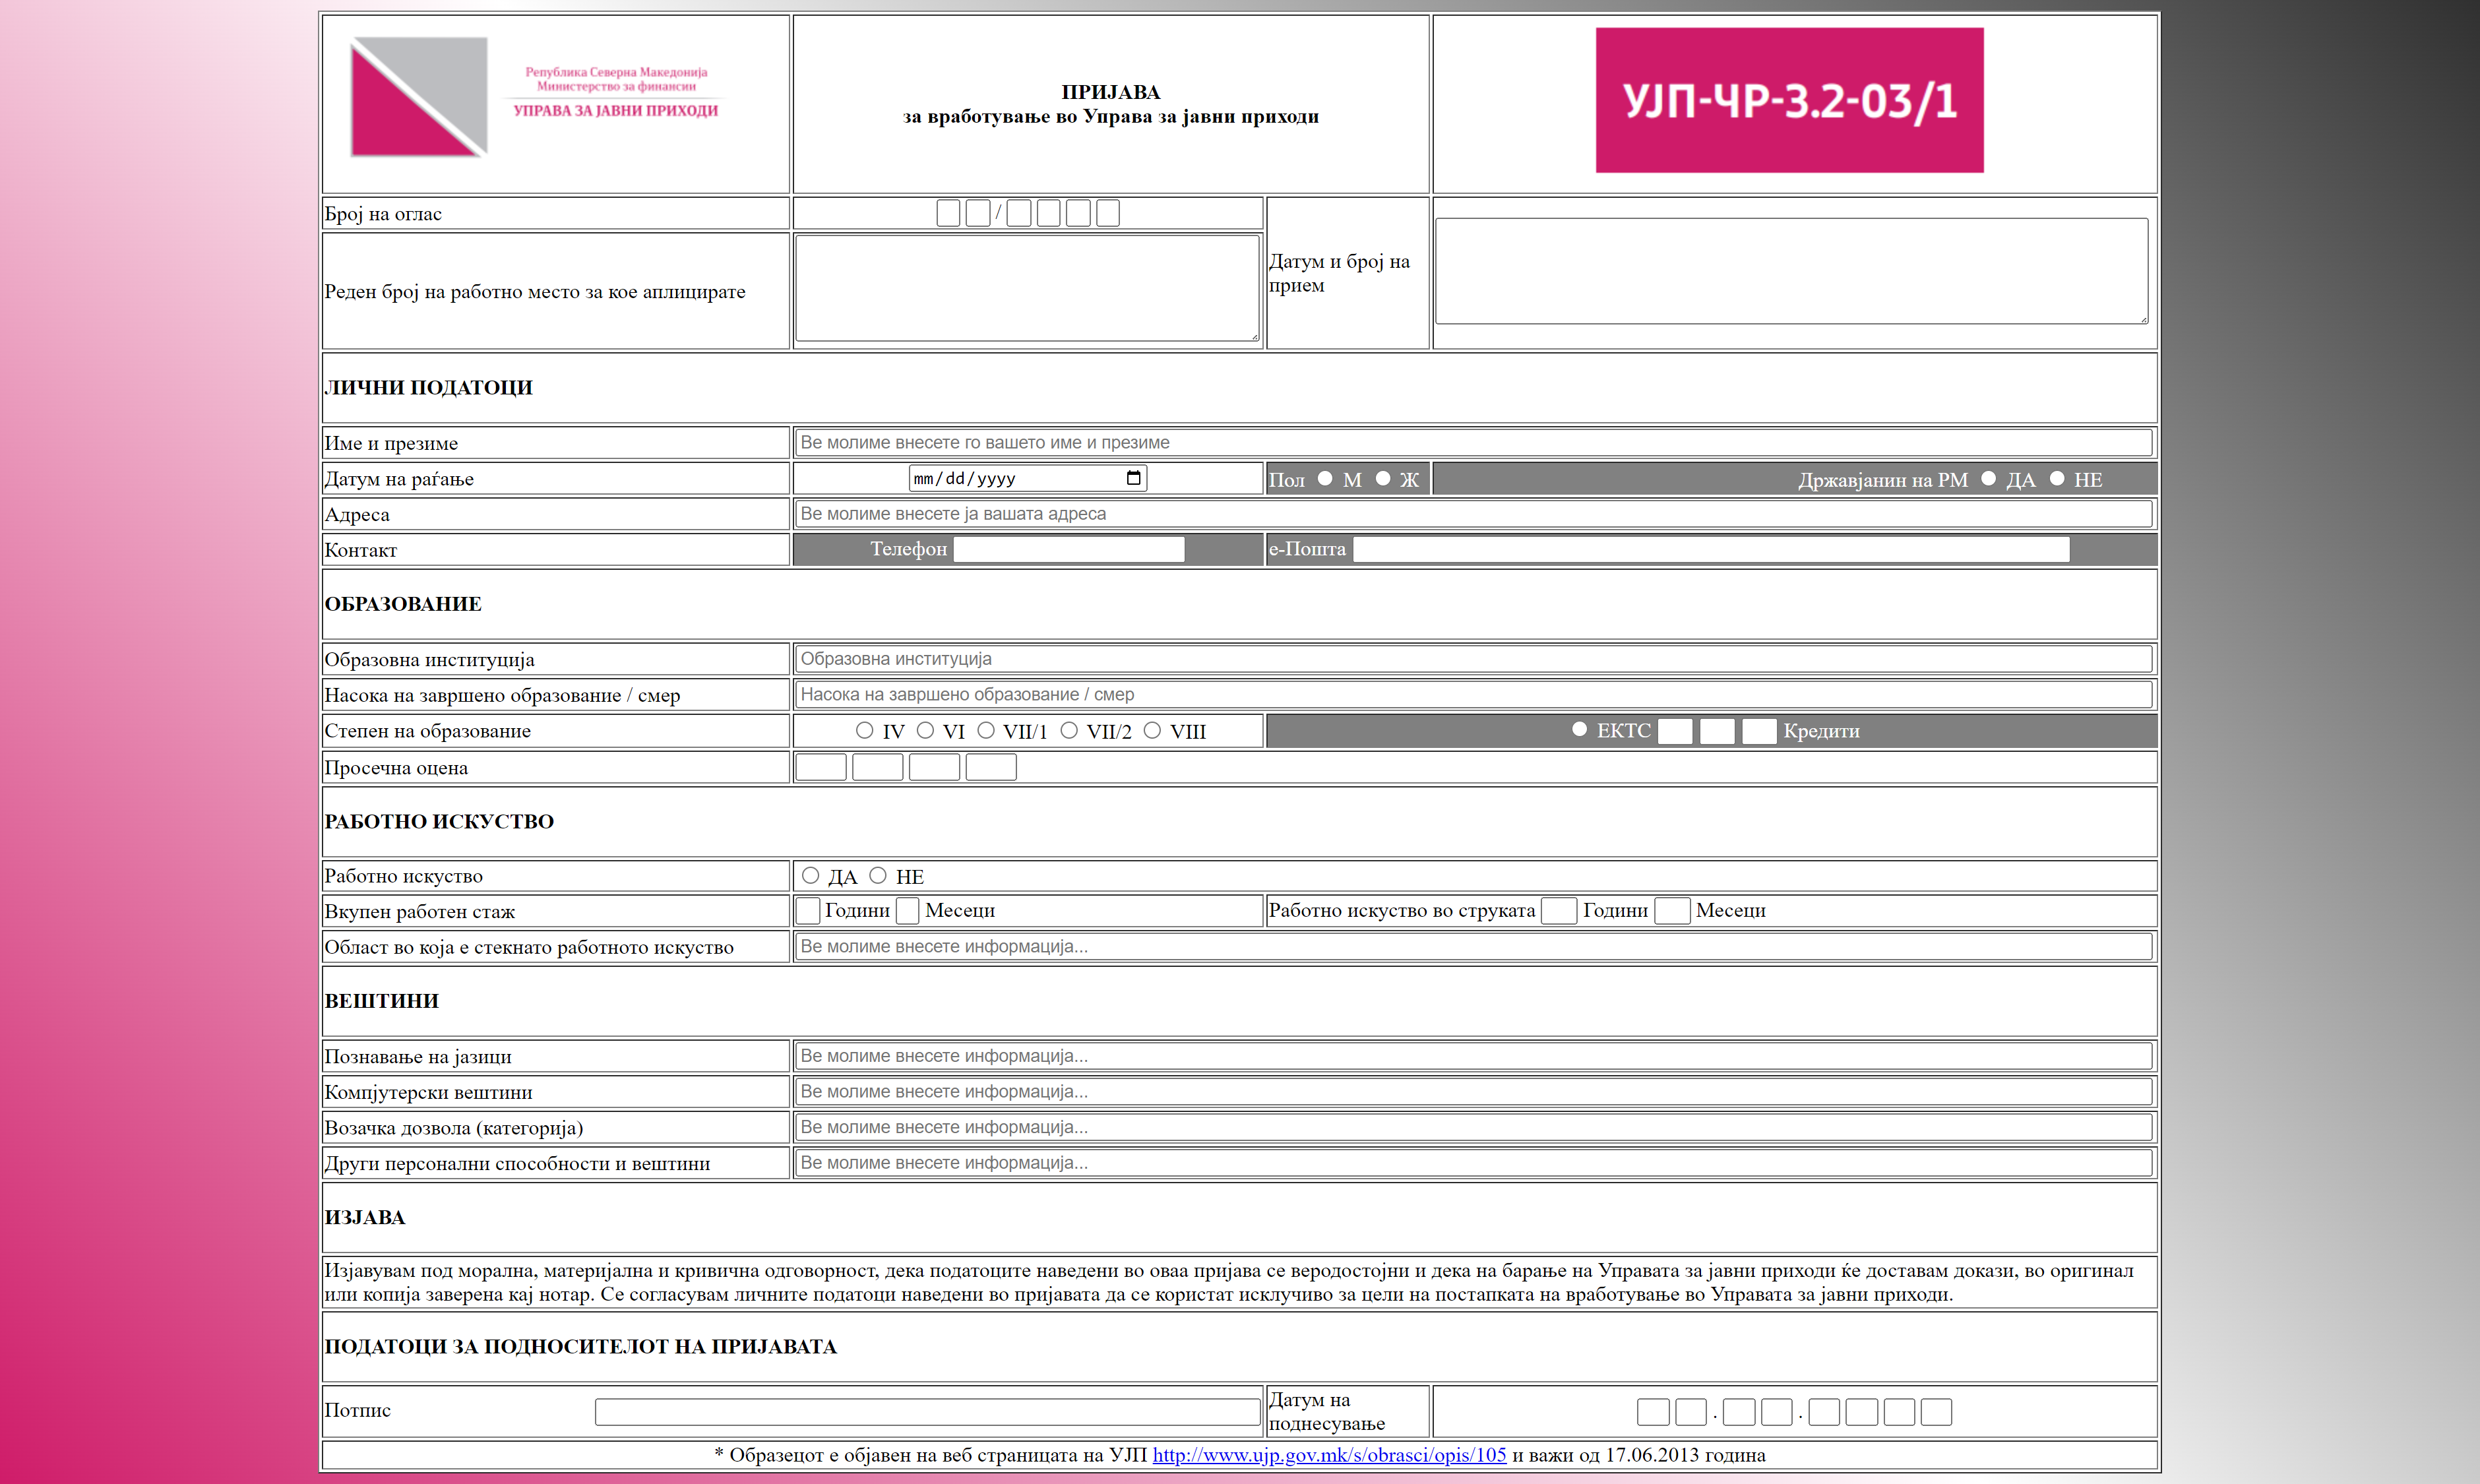 Република Северна Македонија
Министерство за финансии
УПРАВА ЗА ЈАВНИ ПРИХОДИ
ПРИЈАВА
за вработување во Управа за јавни приходи
УЈП-ЧР-3.2-03/1
Број на оглас
/
Реден број на работно место за кое аплицирате
Датум и број на
прием
ЛИЧНИ ПОДАТОЦИ
Име и презиме
Ве молиме внесете го вашето име и презиме
Датум на раѓање
mm/dd/yyyy
Пол М Ж
Државјанин на РМ ДА НЕ
Адреса
Ве молиме внесете ја вашата адреса
Контакт
Телефон
е-Пошта
ОБРАЗОВАНИЕ
Образовна институција
Образовна институција
Насока на завршено образование / смер
Насока на завршено образование / смер
Степен на образование
IV VI VII/1 VII/2 VIII
ЕКТС Кредити
Просечна оцена
РАБОТНО ИСКУСТВО
Работно искуство
ДА НЕ
Вкупен работен стаж
Години Месеци
Работно искуство во струката Години Месеци
Област во која е стекнато работното искуство
Ве молиме внесете информација...
ВЕШТИНИ
Познавање на јазици
Ве молиме внесете информација...
Компјутерски вештини
Ве молиме внесете информација...
Возачка дозвола (категорија)
Ве молиме внесете информација...
Други персонални способности и вештини
Ве молиме внесете информација...
ИЗЈАВА
Изјавувам под морална, материјална и кривична одговорност, дека податоците наведени во оваа пријава се веродостојни и дека на барање на Управата за јавни приходи ќе доставам докази, во оригинал
или копија заверена кај нотар. Се согласувам личните податоци наведени во пријавата да се користат исклучиво за цели на постапката на вработување во Управата за јавни приходи.
ПОДАТОЦИ ЗА ПОДНОСИТЕЛОТ НА ПРИЈАВАТА
Потпис
Датум на
поднесување
. .
* Образецот е објавен на веб страницата на УЈП http://www.ujp.gov.mk/s/obrasci/opis/105 и важи од 17.06.2013 година